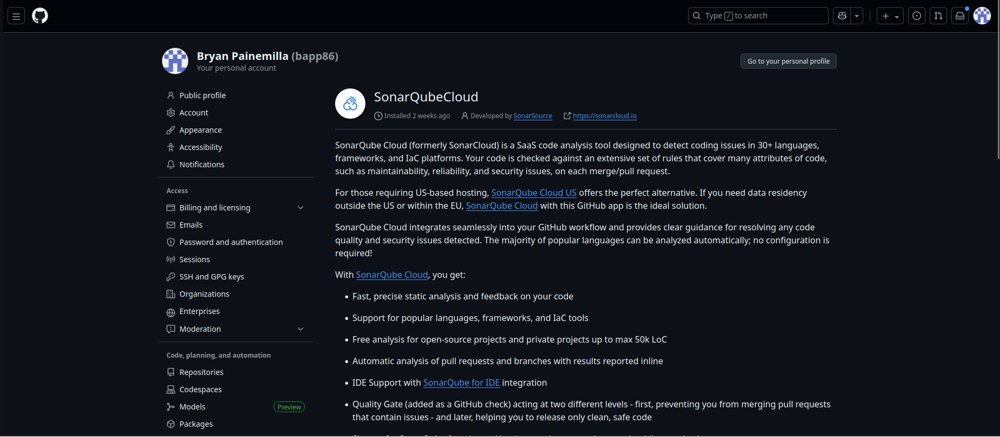 Type / to search
Bryan Painemilla (bapp86)
Your personal account
Go to your personal profile
Public profile
Account
Appearance
Accessibility
Notifications
Access
Billing and licensing
Emails
Password and authentication
Sessions
SSH and GPG keys
Organizations
Enterprises
Moderation
Code, planning, and automation
Repositories
Codespaces
Models Preview
Packages
SonarQubeCloud
Installed 2 weeks ago Developed by SonarSource https://sonarcloud.io
SonarQube Cloud (formerly SonarCloud) is a SaaS code analysis tool designed to detect coding issues in 30+ languages,
frameworks, and IaC platforms. Your code is checked against an extensive set of rules that cover many attributes of code,
such as maintainability, reliability, and security issues, on each merge/pull request.
For those requiring US-based hosting, SonarQube Cloud US offers the perfect alternative. If you need data residency
outside the US or within the EU, SonarQube Cloud with this GitHub app is the ideal solution.
SonarQube Cloud integrates seamlessly into your GitHub workflow and provides clear guidance for resolving any code
quality and security issues detected. The majority of popular languages can be analyzed automatically; no configuration is
required!
With SonarQube Cloud, you get:
• Fast, precise static analysis and feedback on your code
• Support for popular languages, frameworks, and IaC tools
• Free analysis for open-source projects and private projects up to max 50k LoC
• Automatic analysis of pull requests and branches with results reported inline
• IDE Support with SonarQube for IDE integration
• Quality Gate (added as a GitHub check) acting at two different levels - first, preventing you from merging pull requests
that contain issues - and later, helping you to release only clean, safe code